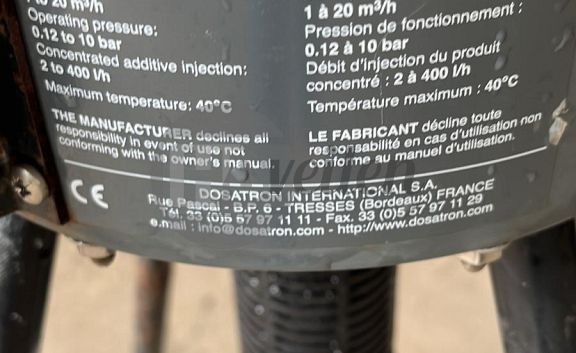 1 to 20 m³/h
Operating pressure:
0.12 to 10 bar
Concentrated additive injection:
2 to 400 l/h
Maximum temperature: 40°C
THE MANUFACTURER declines all
responsibility in event of use not
conforming with the owner's manual.
1 à 20 m³/h
Pression de fonctionnement :
0.12 à 10 bar
Débit d'injection du produit
concentré : 2 à 400 l/h
Température maximum : 40°C
LE FABRICANT décline toute
responsabilité en cas d'utilisation non
conforme au manuel d'utilisation.
CE
DOSATRON INTERNATIONAL S.A.
Rue Pascal - B.P. 6 - TRESSES (Bordeaux) FRANCE
Tél. 33 (0)5 57 97 11 11 - Fax. 33 (0)5 57 97 11 29
e.mail : info@dosatron.com - http://www.dosatron.com